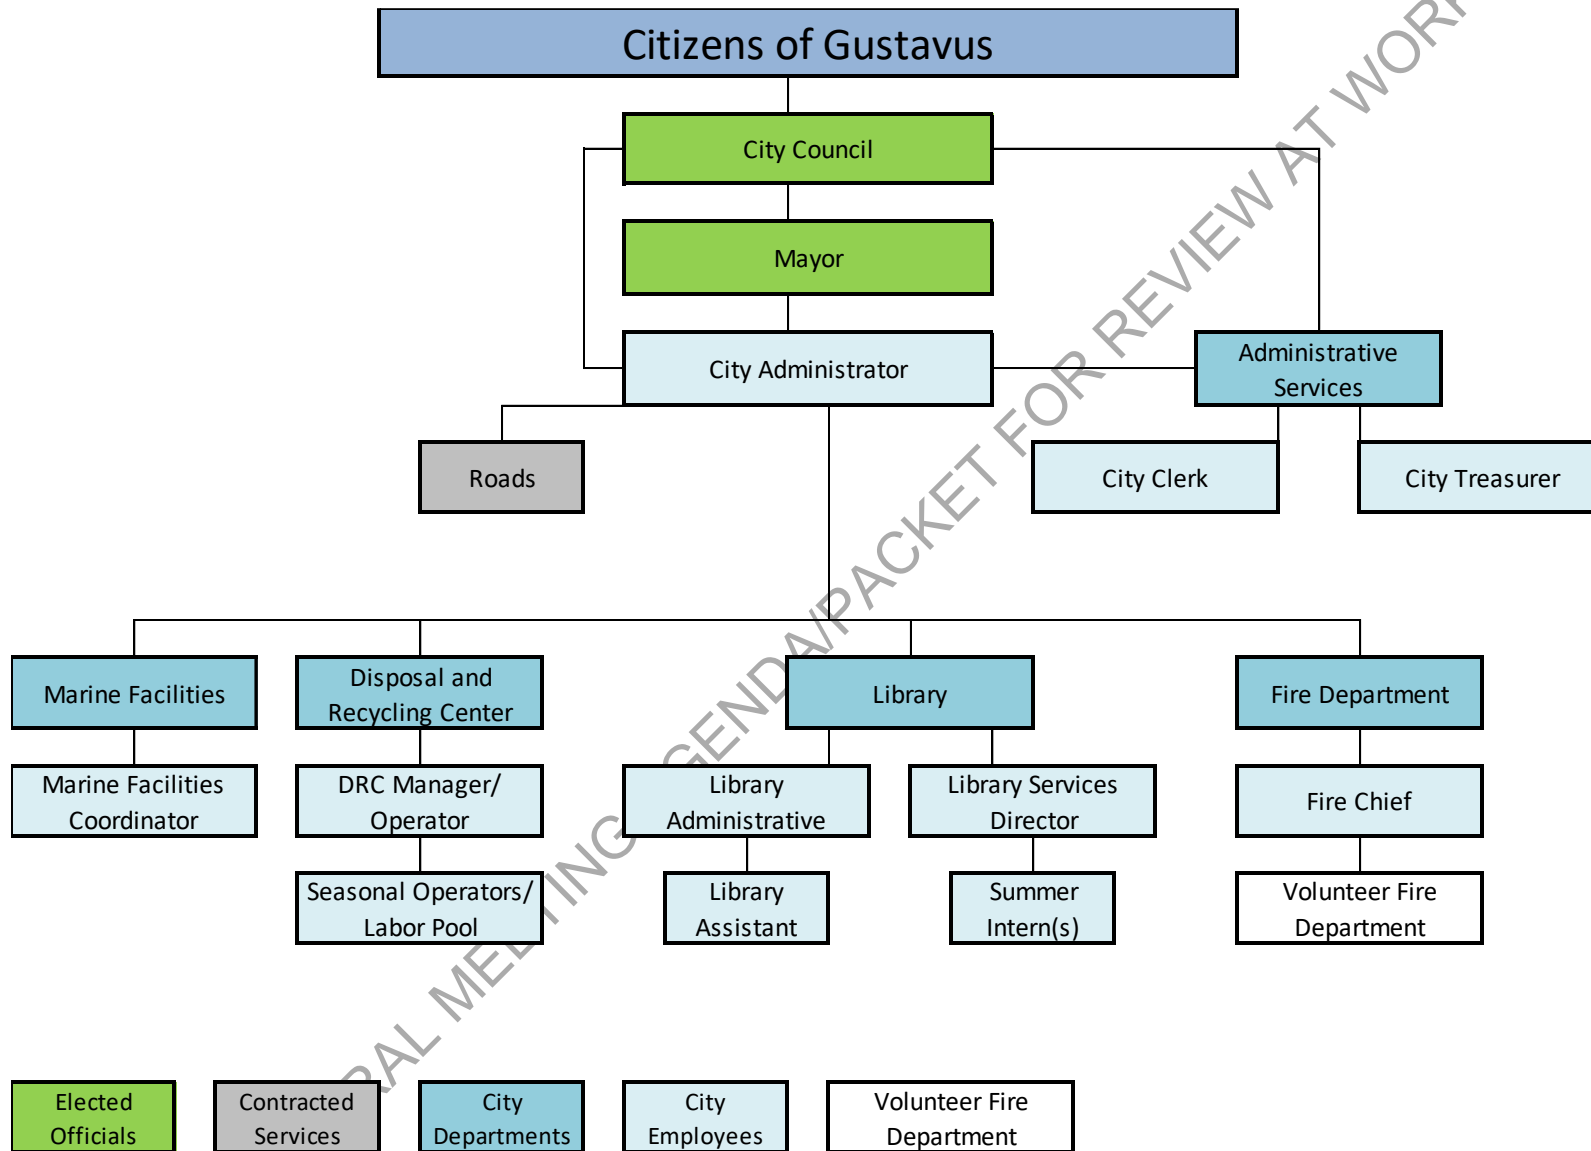 Citizens of Gustavus
City Council
Mayor
City Administrator
Administrative
Services
Roads
City Clerk
City Treasurer
Marine Facilities
Disposal and
Recycling Center
Library
Fire Department
Marine Facilities
Coordinator
DRC Manager/
Operator
Library
Administrative
Library Services
Director
Fire Chief
Seasonal Operators/
Labor Pool
Library
Assistant
Summer
Intern(s)
Volunteer Fire
Department
Elected
Officials
Contracted
Services
City
Departments
City
Employees
Volunteer Fire
Department
MEETING AGENDA/PACKET FOR REVIEW AT